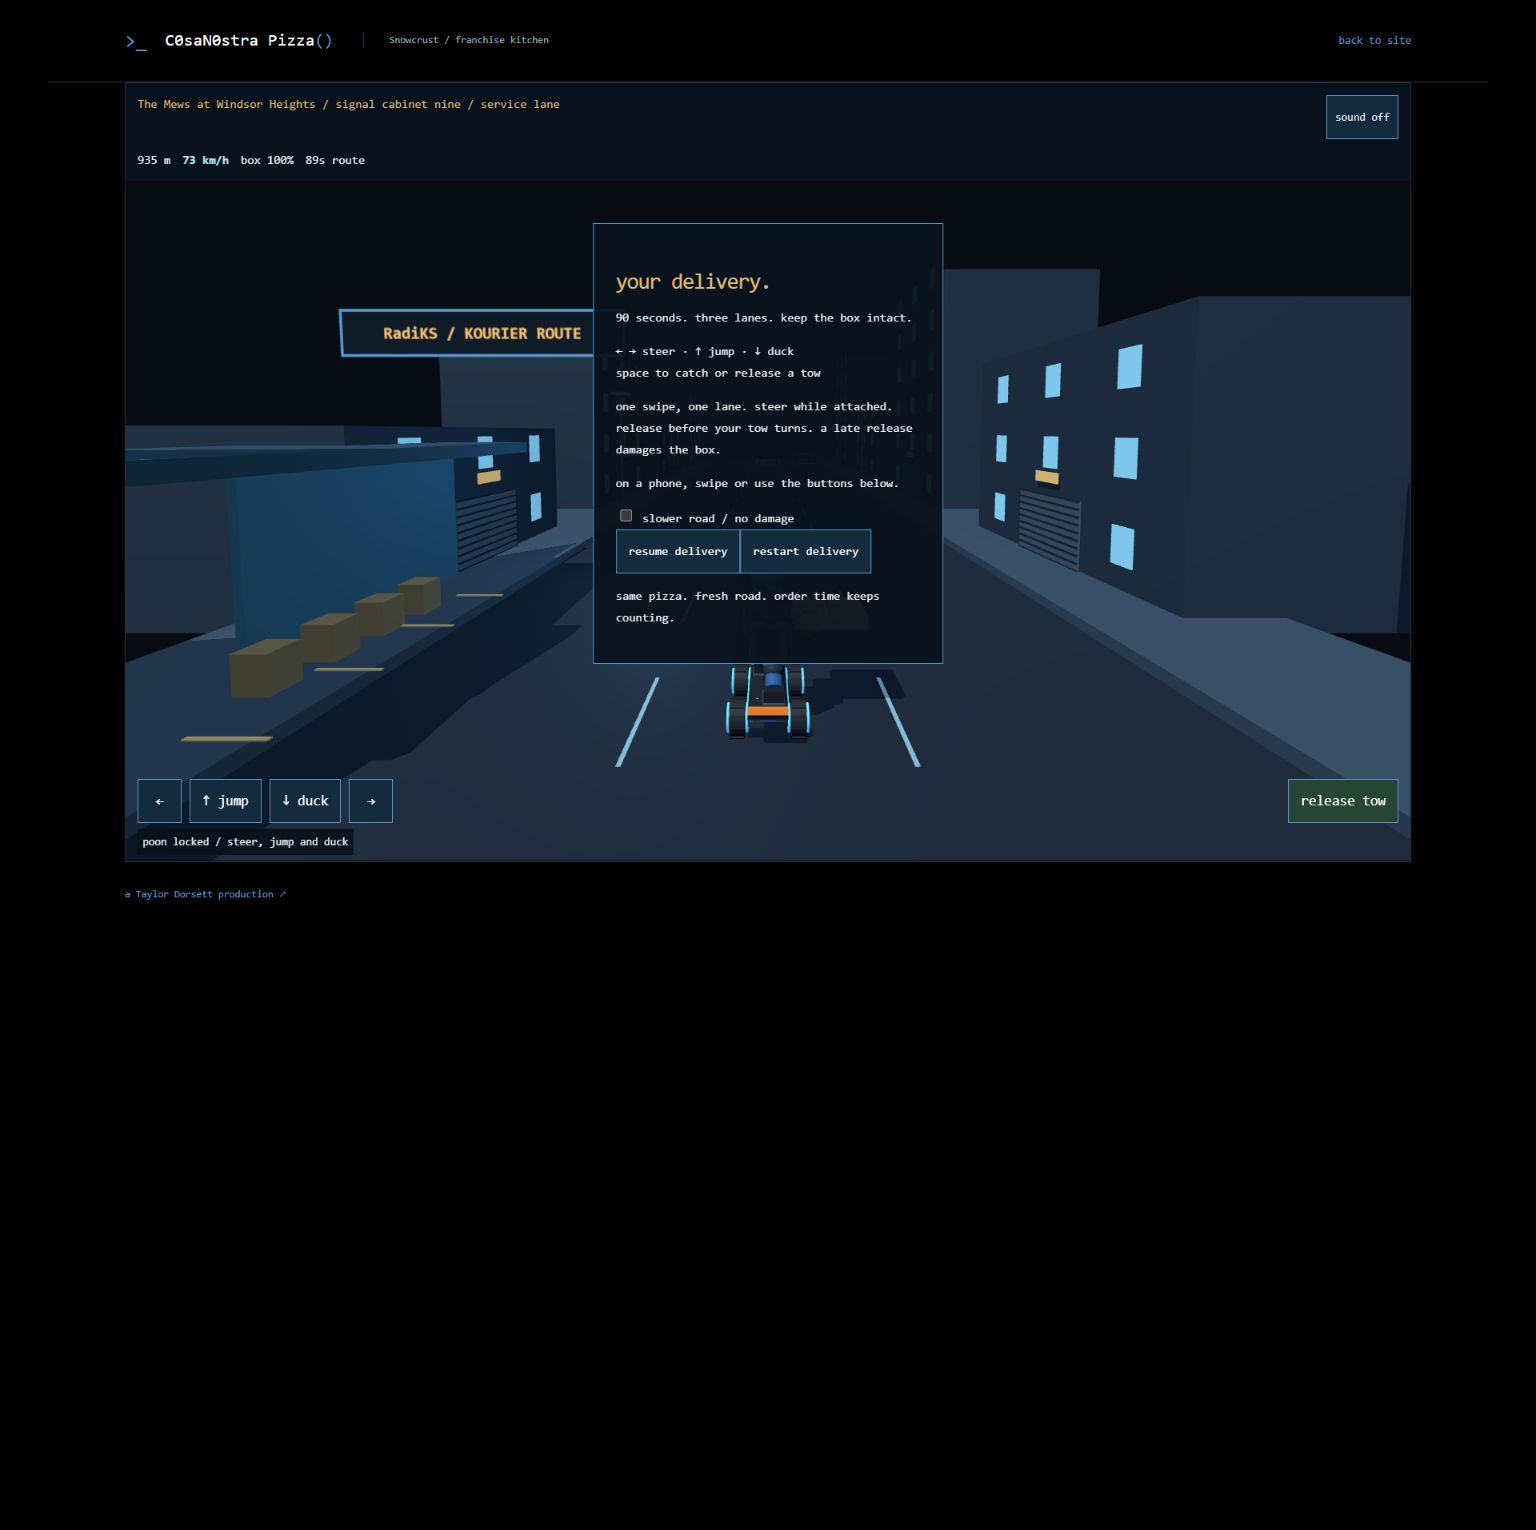 >_ C0saN0stra Pizza()
Snowcrust / franchise kitchen
back to site
The Mews at Windsor Heights / signal cabinet nine / service lane
sound off
935 m 73 km/h box 100% 89s route
RadiKS / KOURIER ROUTE
your delivery.
90 seconds. three lanes. keep the box intact.
← → steer · ↑ jump · ↓ duck
space to catch or release a tow
one swipe, one lane. steer while attached.
release before your tow turns. a late release
damages the box.
on a phone, swipe or use the buttons below.
slower road / no damage
resume delivery
restart delivery
same pizza. fresh road. order time keeps
counting.
←
↑ jump
↓ duck
→
release tow
poon locked / steer, jump and duck
a Taylor Dorsett production ↗